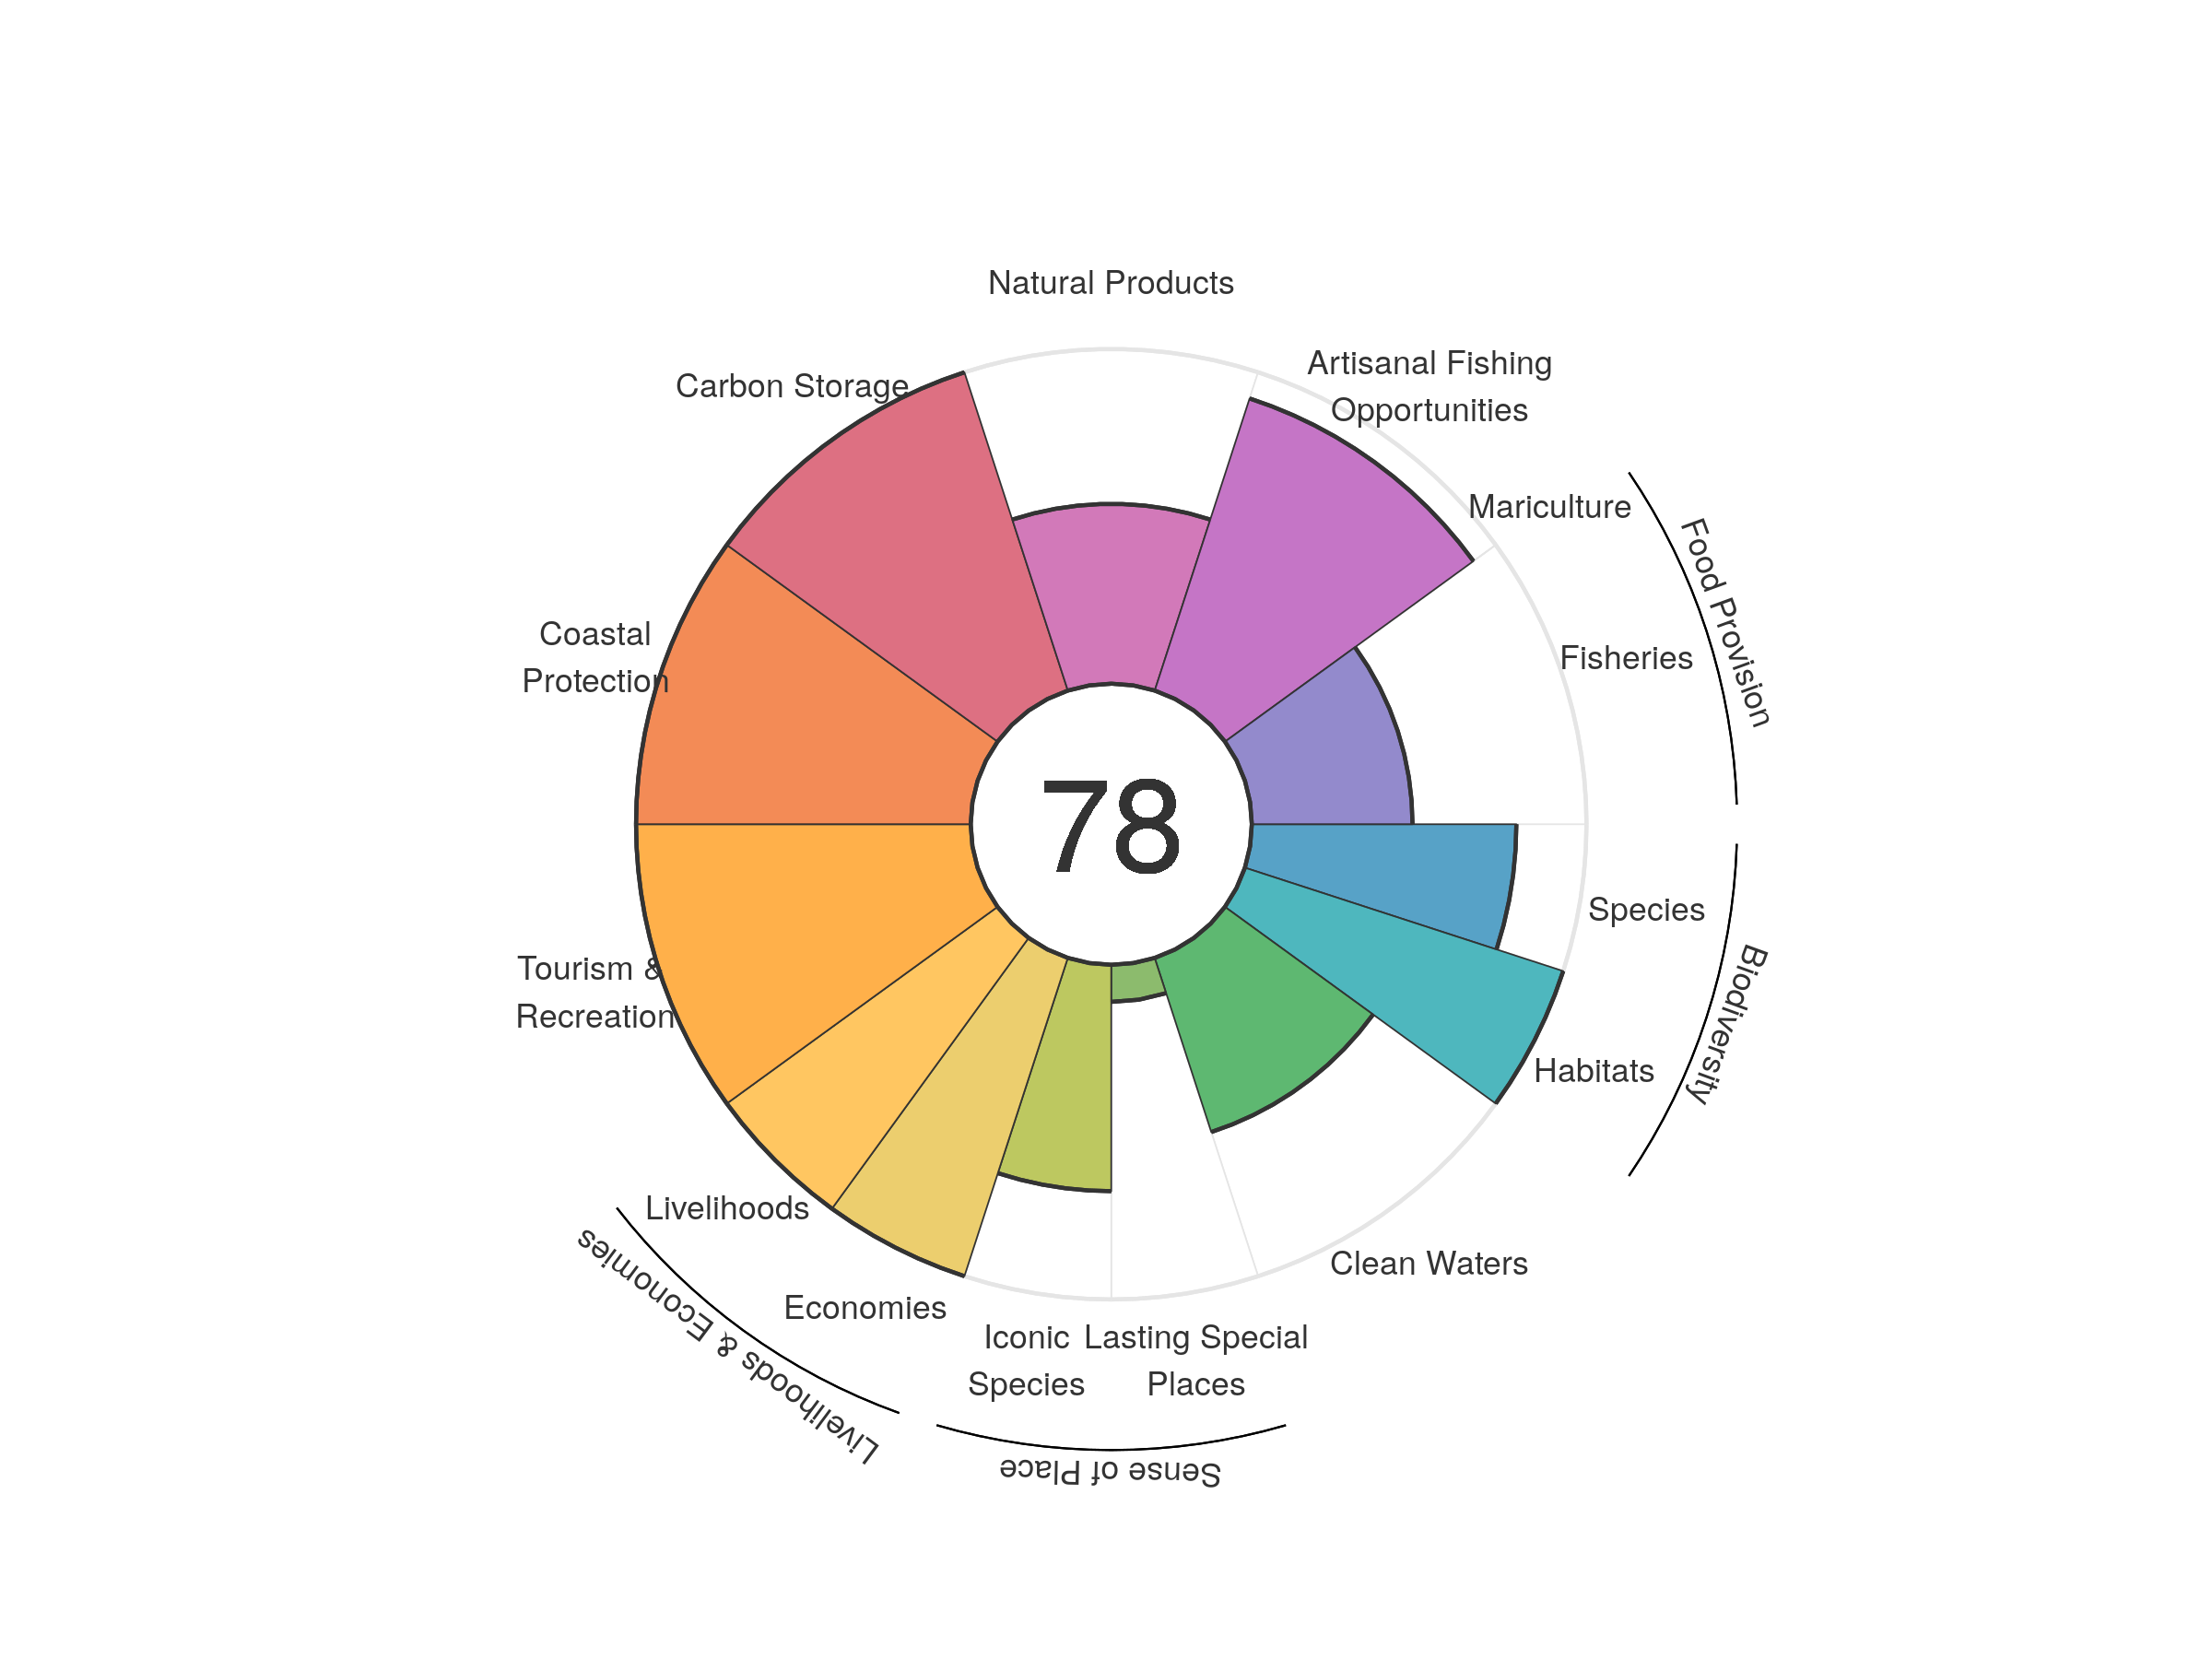 Natural Products
Artisanal Fishing
Opportunities
Carbon Storage
Mariculture
Food Provision
Fisheries
Coastal
Protection
78
Species
Biodiversity
Tourism &
Recreation
Habitats
Livelihoods
Clean Waters
Economies
Livelihoods & Economies
Iconic
Species
Lasting Special
Places
Sense of Place